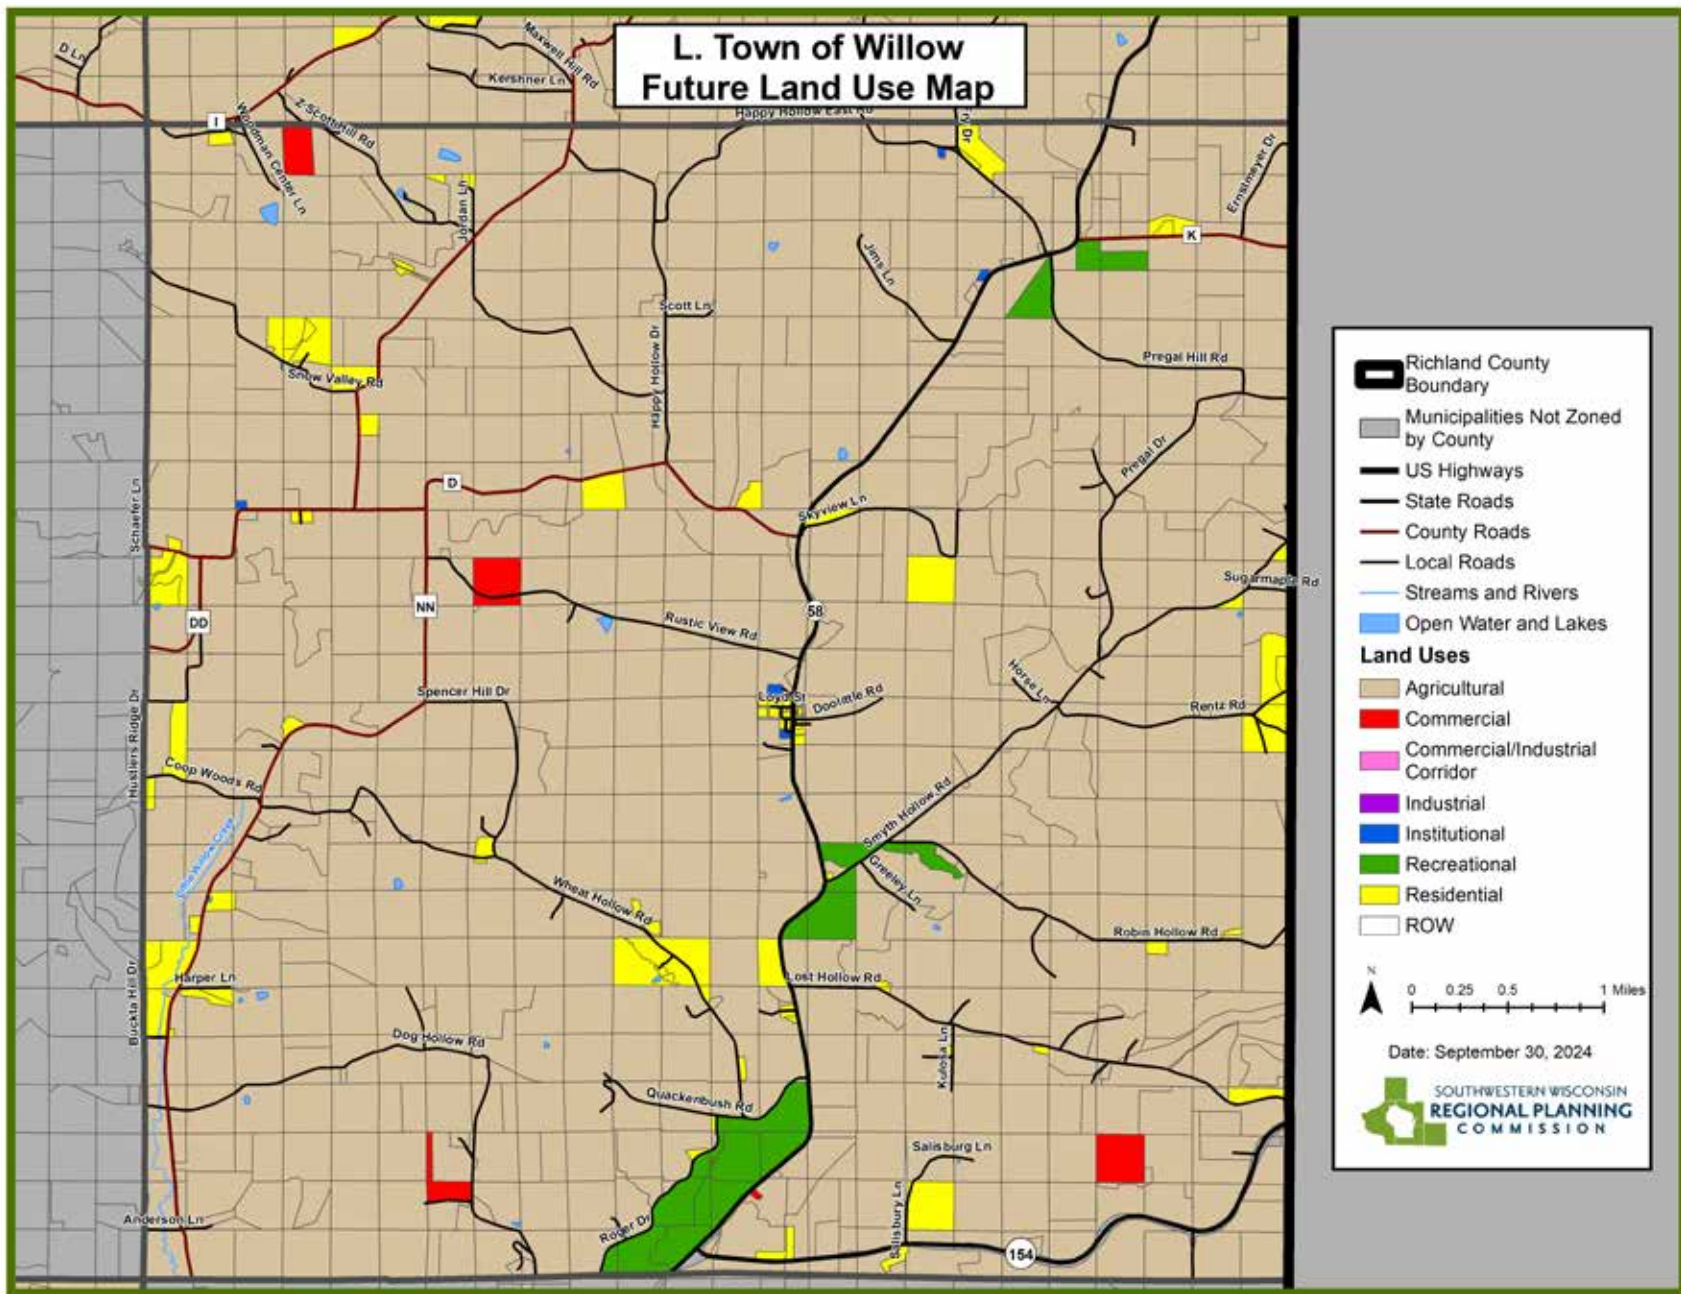 L. Town of Willow
Future Land Use Map
D Ln
Maxwell Hill Rd
Kershner Ln
Z Scott Hill Rd
Happy Hollow East Rd
I
Woodman Center Ln
Jordan Ln
Ernstmeyer Dr
K
Jims Ln
Scott Ln
Happy Hollow Dr
Pregal Hill Rd
Snow Valley Rd
Pregal Dr
D
Schaefer Ln
Skyview Ln
Sugarmaple Rd
NN
58
DD
Rustic View Rd
Horse Ln
Spencer Hill Dr
Loyd St
Doolittle Rd
Rentz Rd
Hustlers Ridge Dr
Coop Woods Rd
Little Willow Creek
Smyth Hollow Rd
Greeley Ln
Wheat Hollow Rd
Robin Hollow Rd
Buckta Hill Dr
Harper Ln
Lost Hollow Rd
Dog Hollow Rd
Quackenbush Rd
Salisburg Ln
Salisbury Ln
Anderson Ln
Roger Dr
154
Richland County
Boundary
Municipalities Not Zoned
by County
US Highways
State Roads
County Roads
Local Roads
Streams and Rivers
Open Water and Lakes
Land Uses
Agricultural
Commercial
Commercial/Industrial
Corridor
Industrial
Institutional
Recreational
Residential
ROW
N
0 0.25 0.5 1 Miles
Date: September 30, 2024
SOUTHWESTERN WISCONSIN
REGIONAL PLANNING
COMMISSION